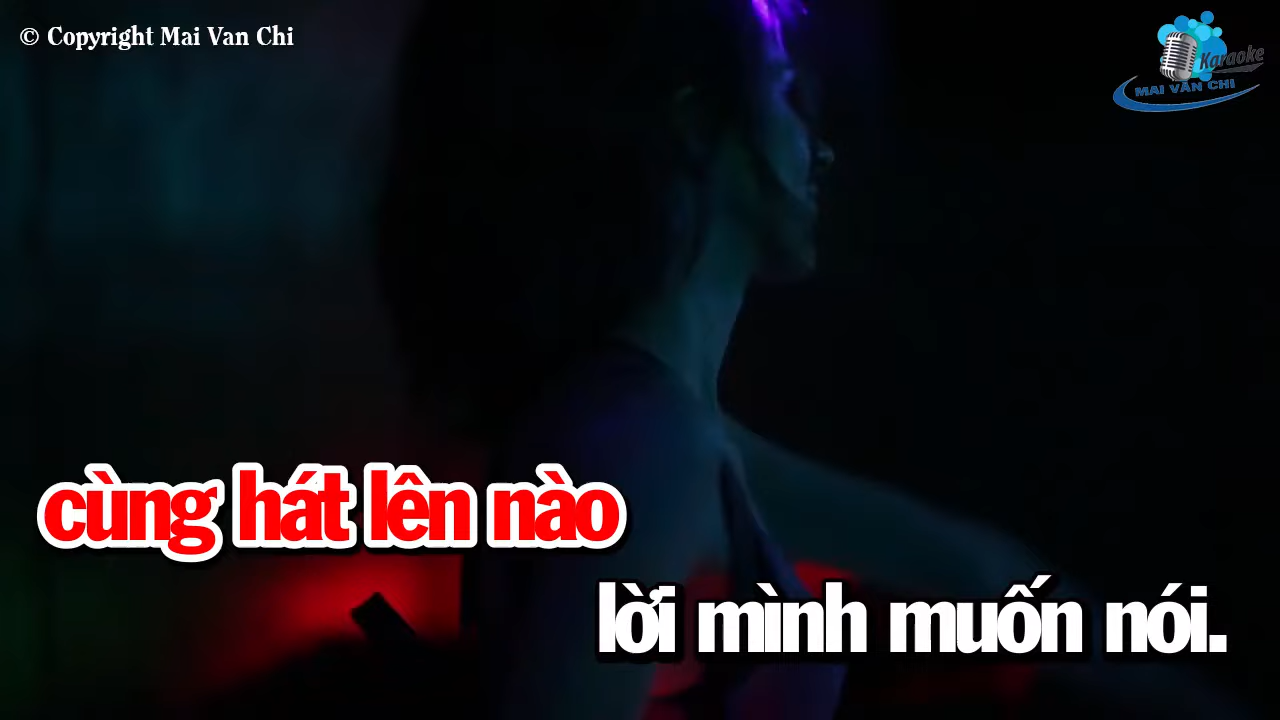 © Copyright Mai Van Chi
Karaoke
MAI VĂN CHI
cùng hát lên nào
lời mình muốn nói.